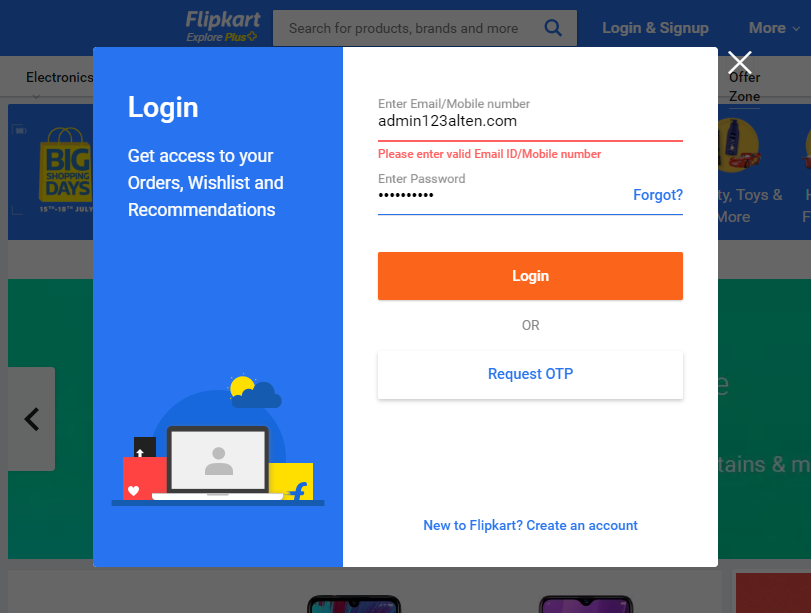 Flipkart
Explore Plus
Search for products, brands and more
Login & Signup
More
Electronics
Offer
Zone
BIG
SHOPPING
DAYS
15TH-18TH JULY
ty, Toys &
More
tains & m
Login
Get access to your
Orders, Wishlist and
Recommendations
Enter Email/Mobile number
admin123alten.com
Please enter valid Email ID/Mobile number
Enter Password
••••••••••
Forgot?
Login
OR
Request OTP
New to Flipkart? Create an account